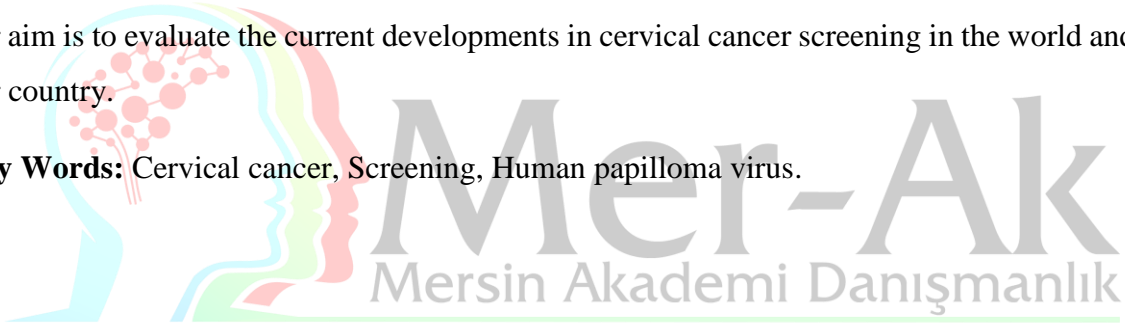 aim is to evaluate the current developments in cervical cancer screening in the world and
country.
Words: Cervical cancer, Screening, Human papilloma virus.
Mer-Ak
Mersin Akademi Danışmanlık